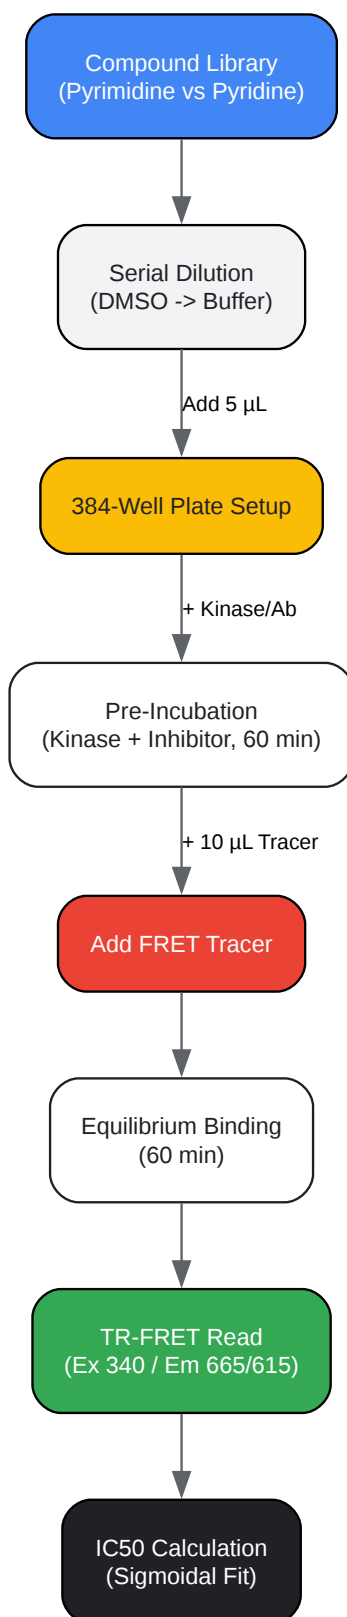 Compound Library
(Pyrimidine vs Pyridine)
Serial Dilution
(DMSO -> Buffer)
Add 5 µL
384-Well Plate Setup
+ Kinase/Ab
Pre-Incubation
(Kinase + Inhibitor, 60 min)
+ 10 µL Tracer
Add FRET Tracer
Equilibrium Binding
(60 min)
TR-FRET Read
(Ex 340 / Em 665/615)
IC50 Calculation
(Sigmoidal Fit)